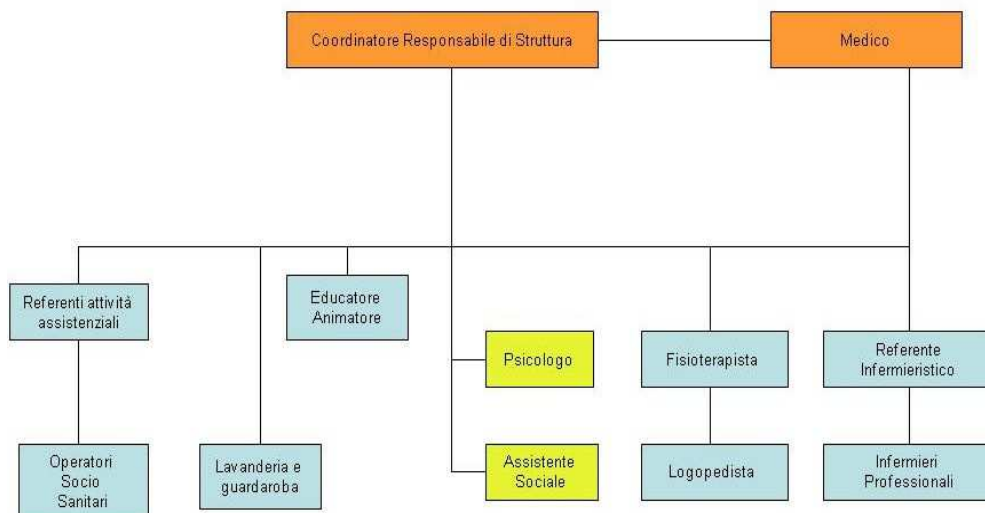 Coordinatore Responsabile di Struttura
Medico
Referenti attività
assistenziali
Educatore
Animatore
Psicologo
Fisioterapista
Referente
Infermieristico
Operatori
Socio
Sanitari
Lavanderia e
guardaroba
Assistente
Sociale
Logopedista
Infermieri
Professionali